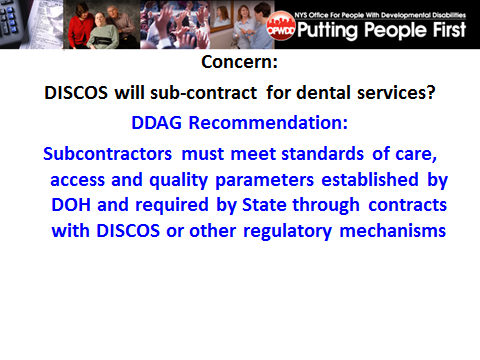 NYS Office For People With Developmental Disabilities
OPWDD
Putting People First
Concern:
DISCOS will sub-contract for dental services?
DDAG Recommendation:
Subcontractors must meet standards of care,
access and quality parameters established by
DOH and required by State through contracts
with DISCOS or other regulatory mechanisms